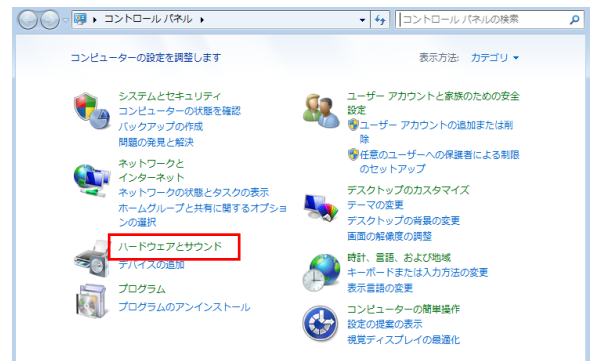 コントロール パネル
コントロール パネルの検索
コンピューターの設定を調整します
表示方法: カテゴリ
システムとセキュリティ
コンピューターの状態を確認
バックアップの作成
問題の発見と解決
ネットワークと
インターネット
ネットワークの状態とタスクの表示
ホームグループと共有に関するオプショ
ンの選択
ハードウェアとサウンド
デバイスの追加
プログラム
プログラムのアンインストール
ユーザー アカウントと家族のための安全
設定
ユーザー アカウントの追加または削
除
任意のユーザーへの保護者による制限
のセットアップ
デスクトップのカスタマイズ
テーマの変更
デスクトップの背景の変更
画面の解像度の調整
時計、言語、および地域
キーボードまたは入力方法の変更
表示言語の変更
コンピューターの簡単操作
設定の提案の表示
視覚ディスプレイの最適化